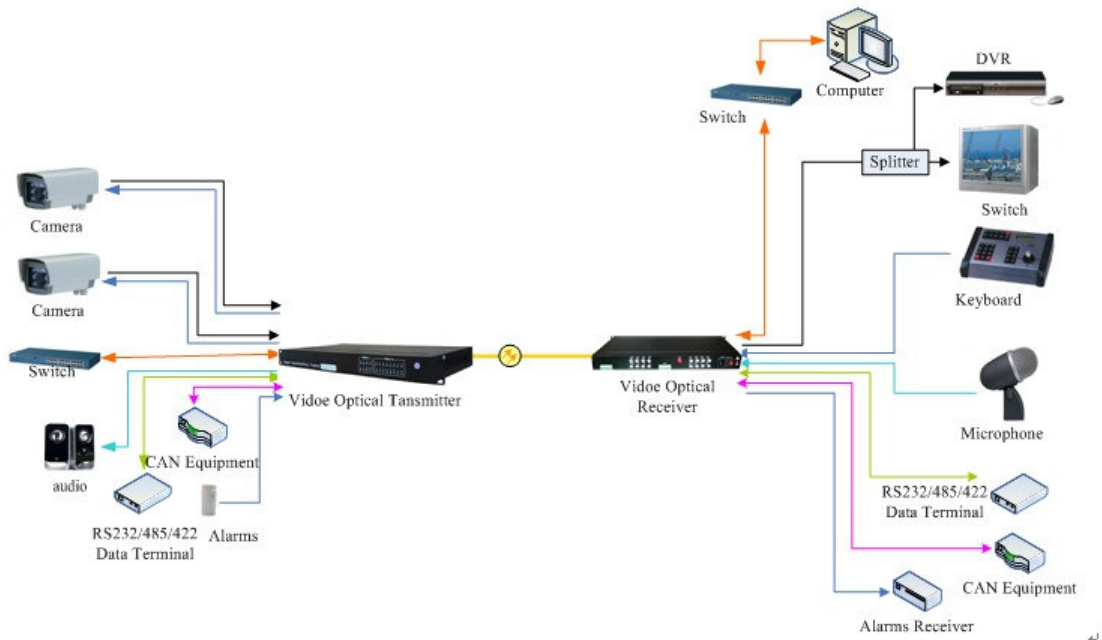 Computer
DVR
Switch
Splitter
Switch
Camera
Keyboard
Camera
Switch
Vidoe Optical Tansmitter
Vidoe Optical
Receiver
Microphone
CAN Equipment
audio
RS232/485/422
Data Terminal
Alarms
RS232/485/422
Data Terminal
CAN Equipment
Alarms Receiver